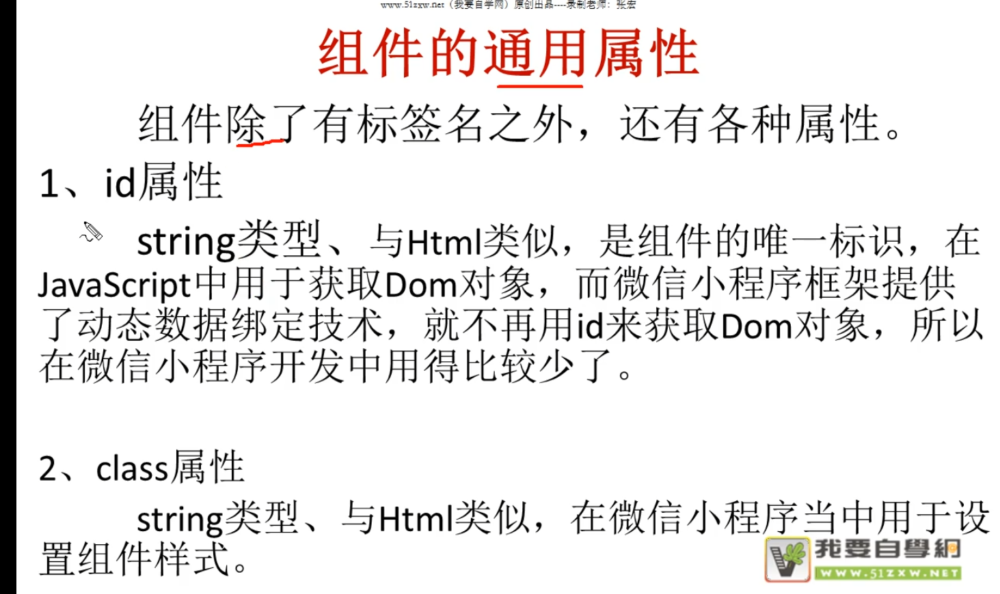 www.51zxw.net（我要自学网）原创出品----录制老师：张宏
组件的通用属性
组件除了有标签名之外，还有各种属性。
1、id属性
string类型、与Html类似，是组件的唯一标识，在
JavaScript中用于获取Dom对象，而微信小程序框架提供
了动态数据绑定技术，就不再用id来获取Dom对象，所以
在微信小程序开发中用得比较少了。
2、class属性
string类型、与Html类似，在微信小程序当中用于设
置组件样式。
我要自學網
WWW.51ZXW.NET